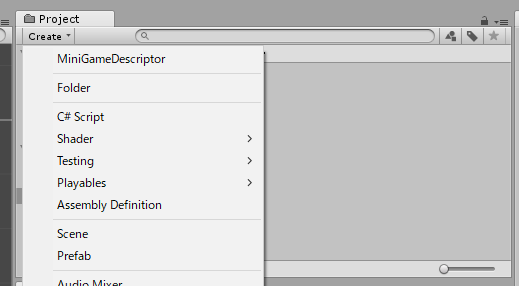 Project
Create
MiniGameDescriptor
Folder
C# Script
Shader
Testing
Playables
Assembly Definition
Scene
Prefab
Audio Mixer